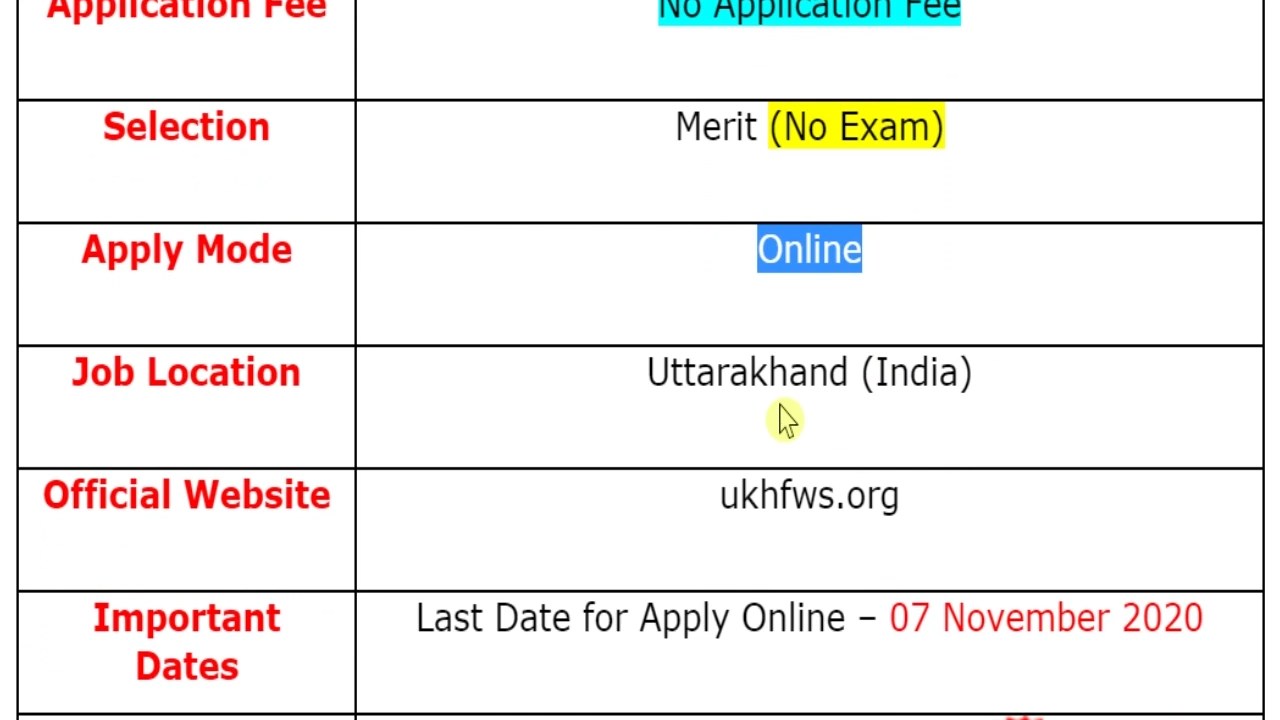 Application Fee
No Application Fee
Selection
Merit (No Exam)
Apply Mode
Online
Job Location
Uttarakhand (India)
Official Website
ukhfws.org
Important
Dates
Last Date for Apply Online – 07 November 2020